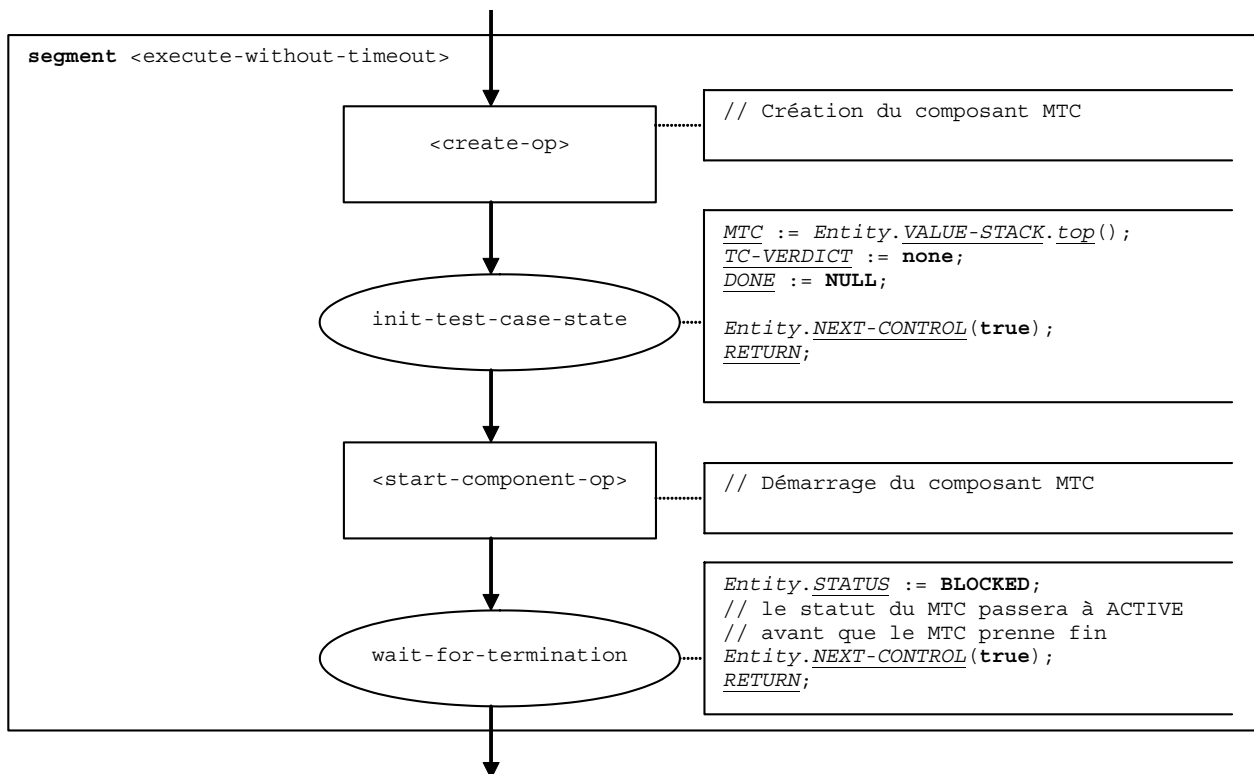 segment <execute-without-timeout>
<create-op>
// Création du composant MTC
MTC := Entity.VALUE-STACK.top();
TC-VERDICT := none;
DONE := NULL;
Entity.NEXT-CONTROL(true);
RETURN;
init-test-case-state
<start-component-op>
// Démarrage du composant MTC
Entity.STATUS := BLOCKED;
// le statut du MTC passera à ACTIVE
// avant que le MTC prenne fin
Entity.NEXT-CONTROL(true);
RETURN;
wait-for-termination